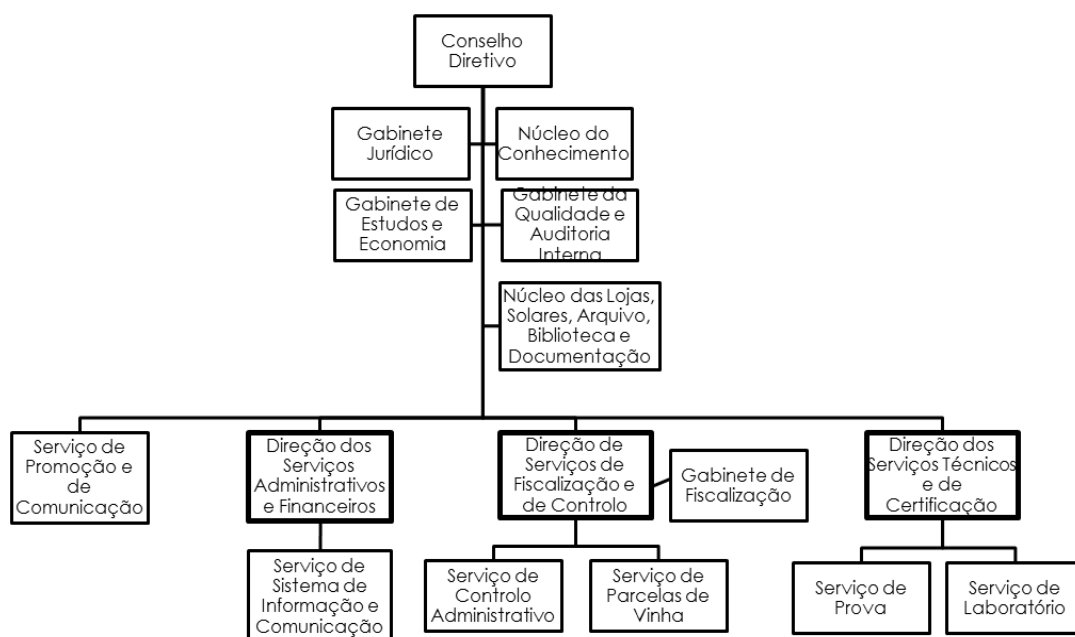 Conselho
Diretivo
Gabinete
Jurídico
Núcleo do
Conhecimento
Gabinete de
Estudos e
Economia
Gabinete da
Qualidade e
Auditoria
Interna
Núcleo das Lojas,
Solares, Arquivo,
Biblioteca e
Documentação
Serviço de
Promoção e
de
Comunicação
Direção dos
Serviços
Administrativos
e Financeiros
Direção de
Serviços de
Fiscalização e
de Controlo
Gabinete de
Fiscalização
Direção dos
Serviços Técnicos
e de
Certificação
Serviço de
Sistema de
Informação e
Comunicação
Serviço de
Controlo
Administrativo
Serviço de
Parcelas de
Vinha
Serviço de
Prova
Serviço de
Laboratório